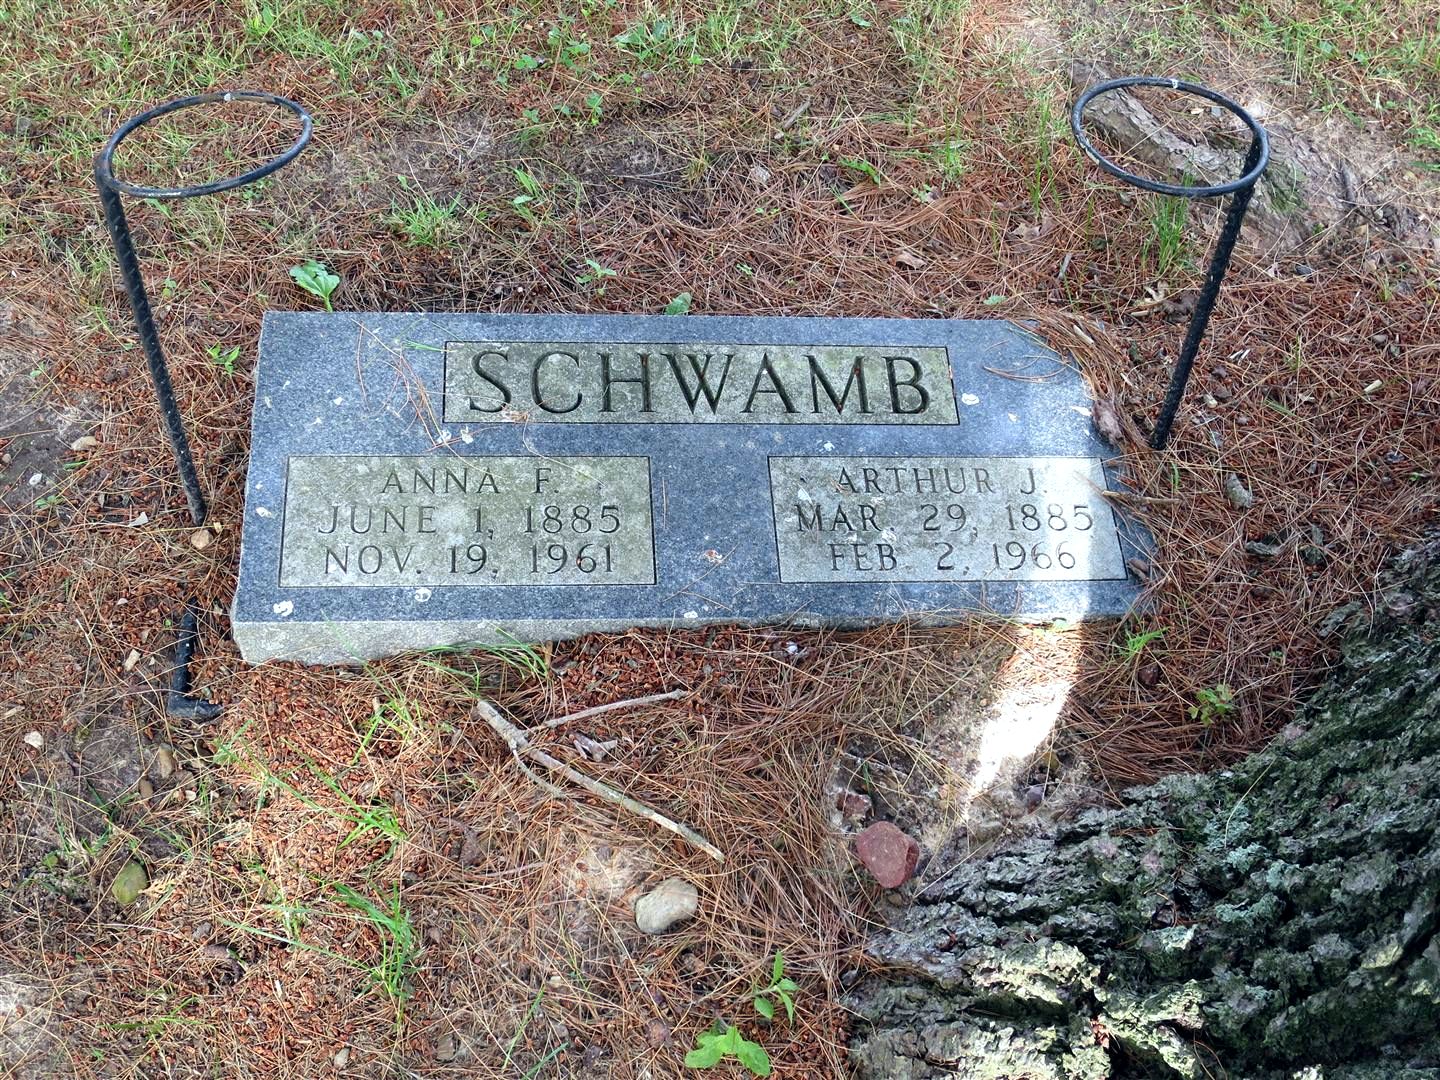 SCHWAMB
ANNA F.
JUNE 1, 1885
NOV. 19, 1961
ARTHUR J.
MAR. 29, 1885
FEB. 2, 1966